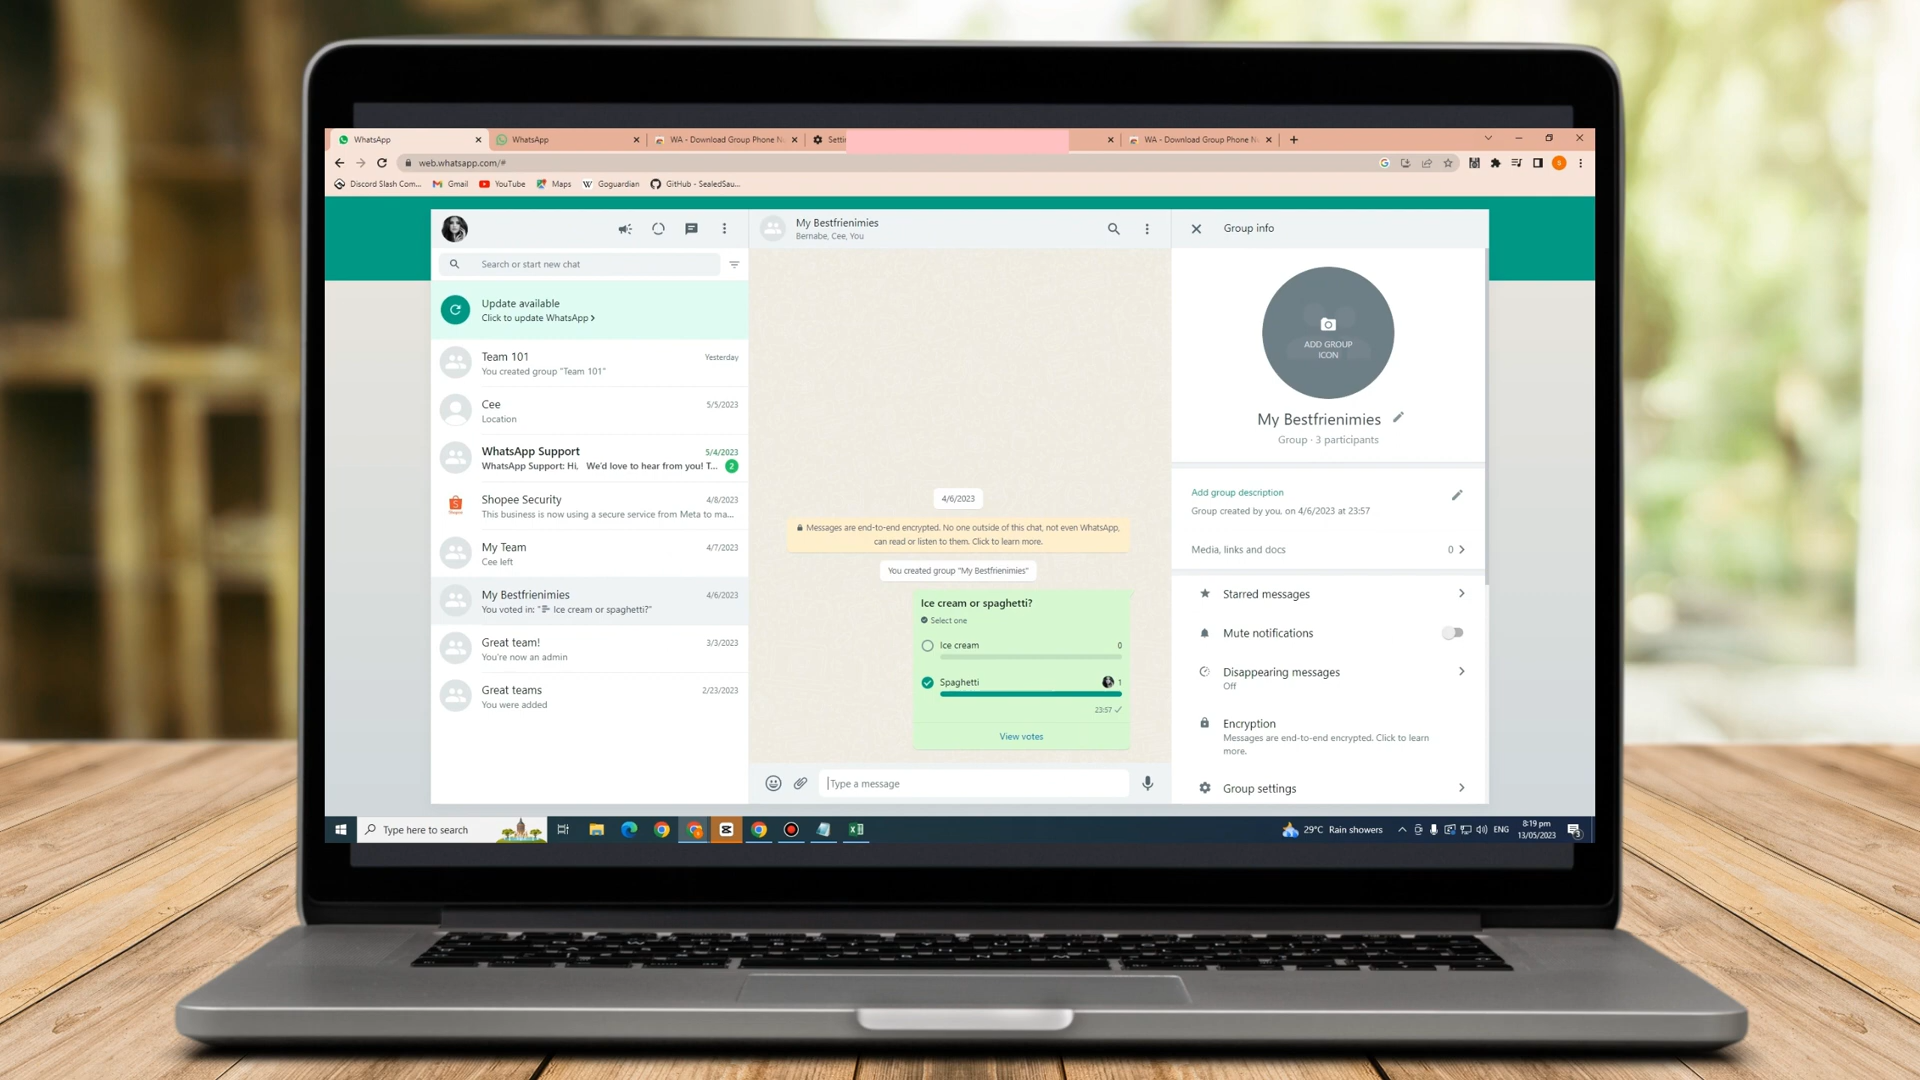 WhatsApp
WhatsApp
WA - Download Group Phone N
Setti
WA - Download Group Phone N
web.whatsapp.com/#
Discord Slash Com...
Gmail
YouTube
Maps
Goguardian
GitHub - SealedSau...
Search or start new chat
Update available
Click to update WhatsApp
Team 101
Yesterday
You created group "Team 101"
Cee
5/5/2023
Location
WhatsApp Support
5/4/2023
WhatsApp Support: Hi, We'd love to hear from you! T...
2
Shopee Security
4/8/2023
This business is now using a secure service from Meta to ma...
My Team
4/7/2023
Cee left
My Bestfrienimies
4/6/2023
You voted in: "Ice cream or spaghetti?"
Great team!
3/3/2023
You're now an admin
Great teams
2/23/2023
You were added
My Bestfrienimies
Bernabe, Cee, You
4/6/2023
Messages are end-to-end encrypted. No one outside of this chat, not even WhatsApp,
can read or listen to them. Click to learn more.
You created group "My Bestfrienimies"
Ice cream or spaghetti?
Select one
Ice cream
0
Spaghetti
1
23:57
View votes
Type a message
Group info
ADD GROUP
ICON
My Bestfrienimies
Group · 3 participants
Add group description
Group created by you, on 4/6/2023 at 23:57
Media, links and docs
0
Starred messages
Mute notifications
Disappearing messages
Off
Encryption
Messages are end-to-end encrypted. Click to learn
more.
Group settings
Type here to search
29°C Rain showers
ENG
8:19 pm
13/05/2023
3